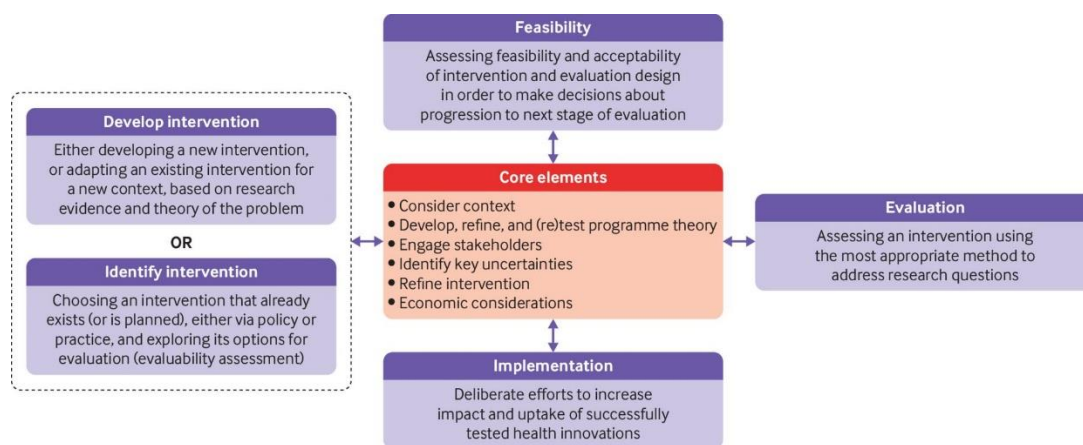 Feasibility
Assessing feasibility and acceptability
of intervention and evaluation design
in order to make decisions about
progression to next stage of evaluation
Develop intervention
Either developing a new intervention,
or adapting an existing intervention for
a new context, based on research
evidence and theory of the problem
OR
Identify intervention
Choosing an intervention that already
exists (or is planned), either via policy or
practice, and exploring its options for
evaluation (evaluability assessment)
Core elements
• Consider context
• Develop, refine, and (re)test programme theory
• Engage stakeholders
• Identify key uncertainties
• Refine intervention
• Economic considerations
Evaluation
Assessing an intervention using
the most appropriate method to
address research questions
Implementation
Deliberate efforts to increase
impact and uptake of successfully
tested health innovations